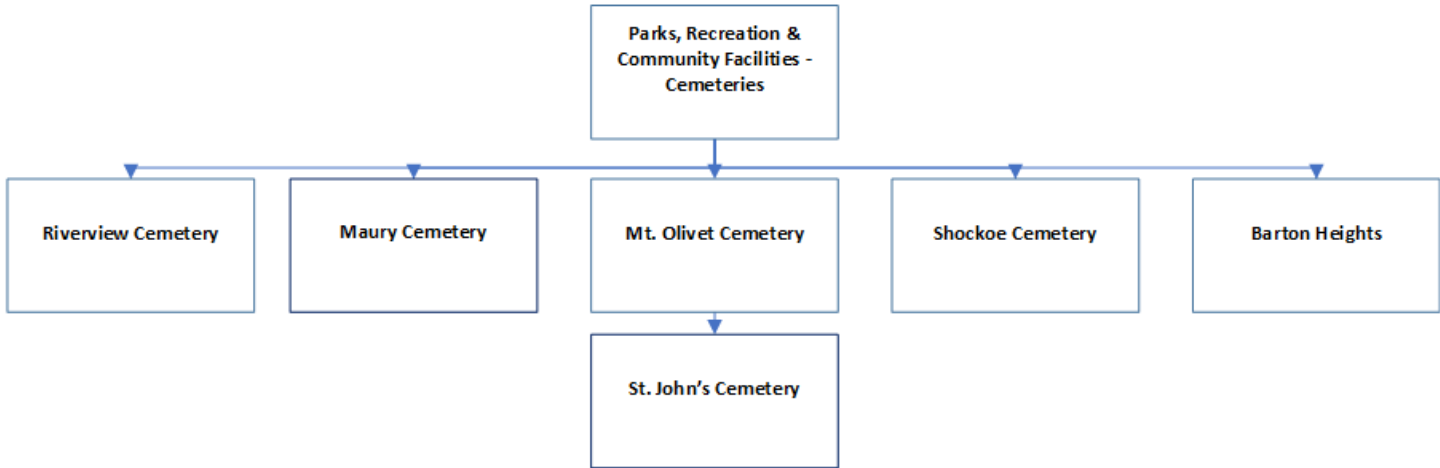 Parks, Recreation &
Community Facilities -
Cemeteries
Riverview Cemetery
Maury Cemetery
Mt. Olivet Cemetery
Shockoe Cemetery
Barton Heights
St. John’s Cemetery